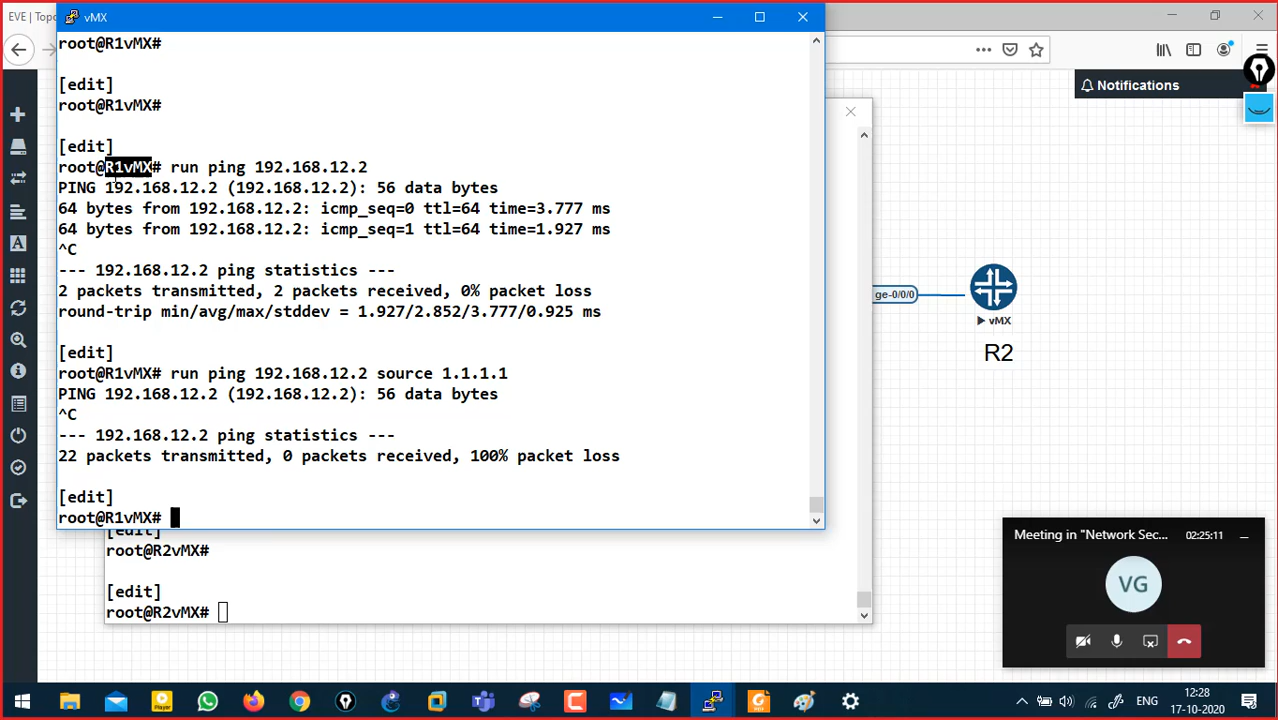 EVE | Topo
vMX
root@R1vMX#
[edit]
root@R1vMX#
[edit]
root@R1vMX# run ping 192.168.12.2
PING 192.168.12.2 (192.168.12.2): 56 data bytes
64 bytes from 192.168.12.2: icmp_seq=0 ttl=64 time=3.777 ms
64 bytes from 192.168.12.2: icmp_seq=1 ttl=64 time=1.927 ms
^C
--- 192.168.12.2 ping statistics ---
2 packets transmitted, 2 packets received, 0% packet loss
round-trip min/avg/max/stddev = 1.927/2.852/3.777/0.925 ms
[edit]
root@R1vMX# run ping 192.168.12.2 source 1.1.1.1
PING 192.168.12.2 (192.168.12.2): 56 data bytes
^C
--- 192.168.12.2 ping statistics ---
22 packets transmitted, 0 packets received, 100% packet loss
[edit]
root@R1vMX#
[edit]
root@R2vMX#
[edit]
root@R2vMX#
Notifications
ge-0/0/0
vMX
R2
Meeting in "Network Sec... 02:25:11
VG
ENG
12:28
17-10-2020